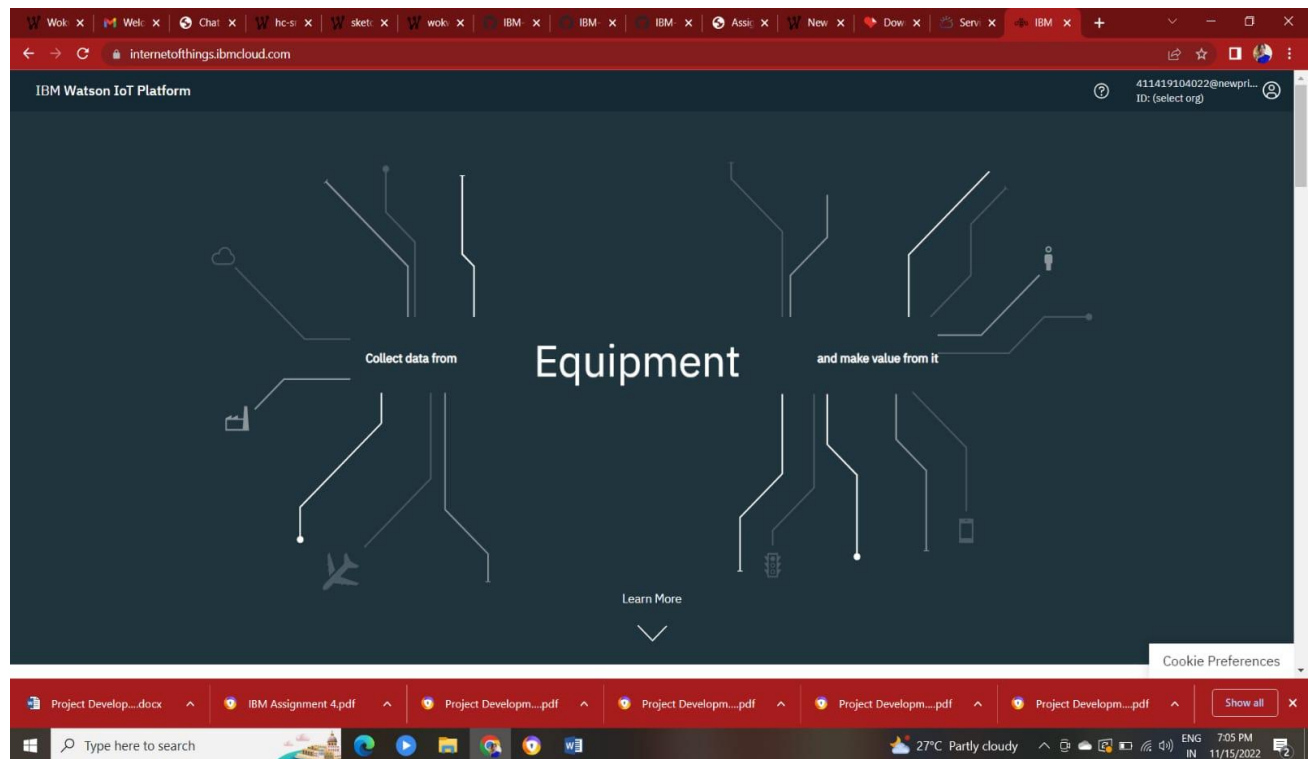 Wok
Welc
Chat
hc-sr
sketc
wok
IBM-
IBM-
IBM-
Assig
New
Dow
Servi
IBM
internetofthings.ibmcloud.com
IBM Watson IoT Platform
411419104022@newpri...
ID: (select org)
Collect data from
Equipment
and make value from it
Learn More
Cookie Preferences
Project Develop....docx
IBM Assignment 4.pdf
Project Developm....pdf
Project Developm....pdf
Project Developm....pdf
Project Developm....pdf
Show all
Type here to search
27°C Partly cloudy
ENG
IN
7:05 PM
11/15/2022
2